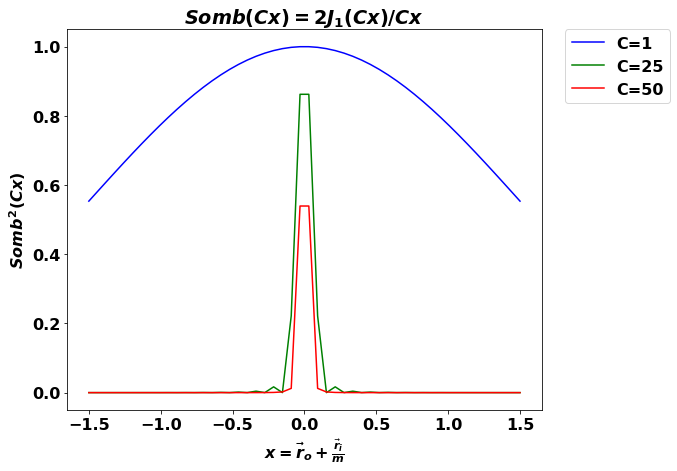 Somb(Cx) = 2J₁(Cx)/Cx
C=1
C=25
C=50
Somb²(Cx)
1.0
0.8
0.6
0.4
0.2
0.0
−1.5 −1.0 −0.5 0.0 0.5 1.0 1.5
x = r⃗ₒ + r⃗ᵢ/m